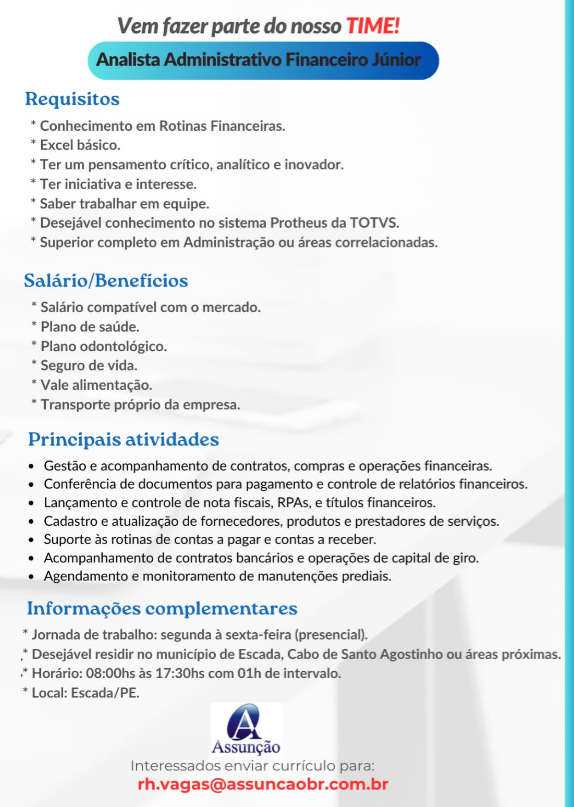 Vem fazer parte do nosso TIME!
Analista Administrativo Financeiro Júnior
Requisitos
* Conhecimento em Rotinas Financeiras.
* Excel básico.
* Ter um pensamento crítico, analítico e inovador.
* Ter iniciativa e interesse.
* Saber trabalhar em equipe.
* Desejável conhecimento no sistema Protheus da TOTVS.
* Superior completo em Administração ou áreas correlacionadas.
Salário/Benefícios
* Salário compatível com o mercado.
* Plano de saúde.
* Plano odontológico.
* Seguro de vida.
* Vale alimentação.
* Transporte próprio da empresa.
Principais atividades
• Gestão e acompanhamento de contratos, compras e operações financeiras.
• Conferência de documentos para pagamento e controle de relatórios financeiros.
• Lançamento e controle de nota fiscais, RPAs, e títulos financeiros.
• Cadastro e atualização de fornecedores, produtos e prestadores de serviços.
• Suporte às rotinas de contas a pagar e contas a receber.
• Acompanhamento de contratos bancários e operações de capital de giro.
• Agendamento e monitoramento de manutenções prediais.
Informações complementares
* Jornada de trabalho: segunda à sexta-feira (presencial).
* Desejável residir no município de Escada, Cabo de Santo Agostinho ou áreas próximas.
* Horário: 08:00hs às 17:30hs com 01h de intervalo.
* Local: Escada/PE.
A
Assunção
Interessados enviar currículo para:
rh.vagas@assuncaobr.com.br